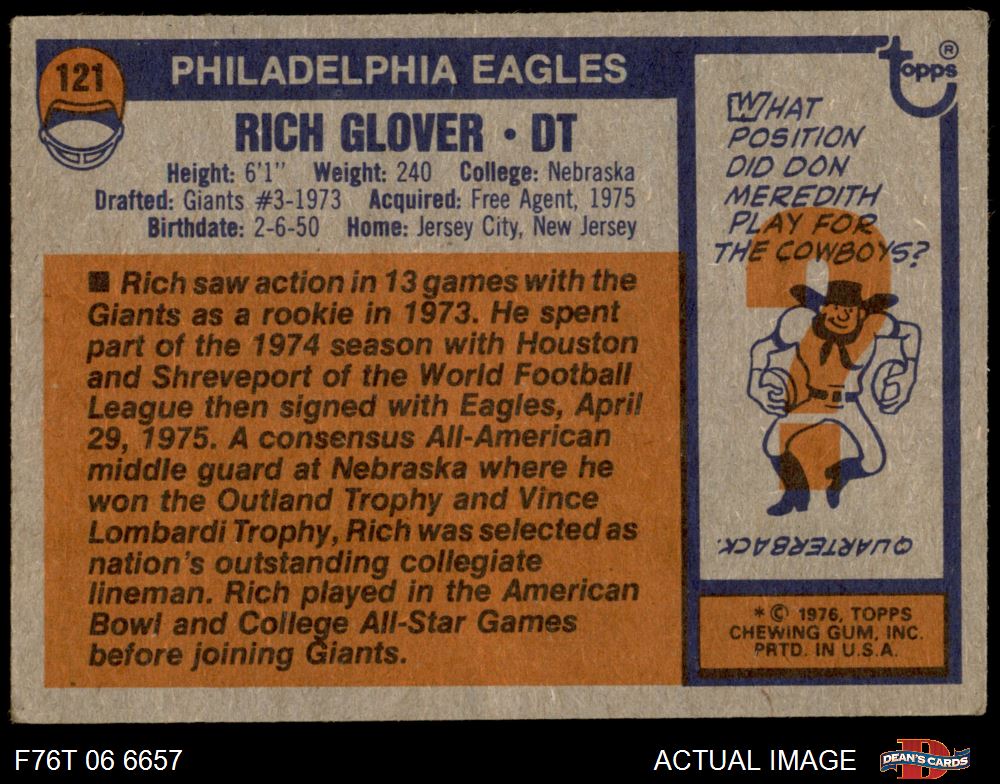 121
PHILADELPHIA EAGLES
RICH GLOVER • DT
Height: 6'1" Weight: 240 College: Nebraska
Drafted: Giants #3-1973 Acquired: Free Agent, 1975
Birthdate: 2-6-50 Home: Jersey City, New Jersey
■ Rich saw action in 13 games with the
Giants as a rookie in 1973. He spent
part of the 1974 season with Houston
and Shreveport of the World Football
League then signed with Eagles, April
29, 1975. A consensus All-American
middle guard at Nebraska where he
won the Outland Trophy and Vince
Lombardi Trophy, Rich was selected as
nation's outstanding collegiate
lineman. Rich played in the American
Bowl and College All-Star Games
before joining Giants.
topps®
WHAT
POSITION
DID DON
MEREDITH
PLAY FOR
THE COWBOYS?
?
QUARTERBACK.
* © 1976, TOPPS
CHEWING GUM, INC.
PRTD. IN U.S.A.
F76T 06 6657
ACTUAL IMAGE
D
DEAN'S CARDS